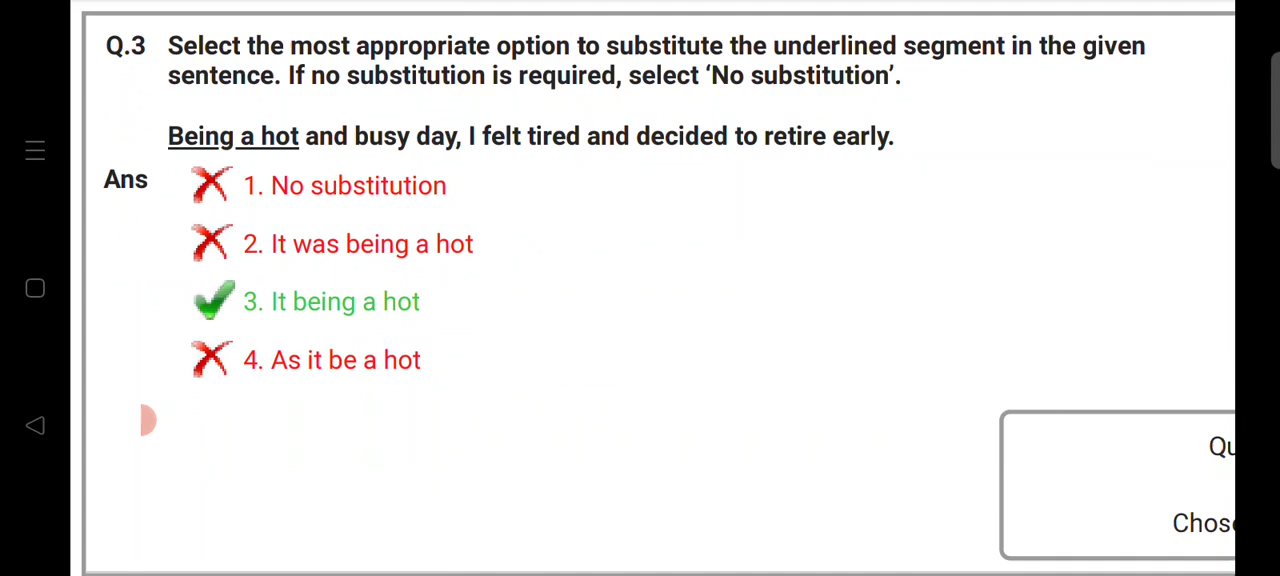 Q.3 Select the most appropriate option to substitute the underlined segment in the given
sentence. If no substitution is required, select ‘No substitution’.
Being a hot and busy day, I felt tired and decided to retire early.
Ans
1. No substitution
2. It was being a hot
3. It being a hot
4. As it be a hot